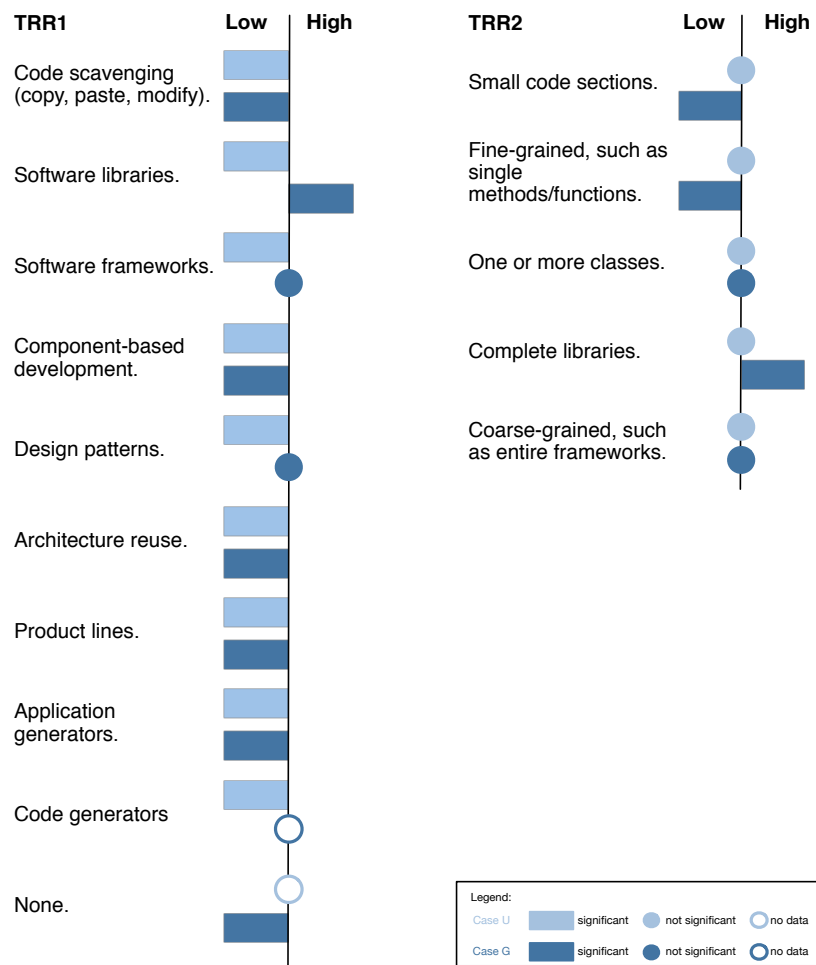 TRR1 Low High
Code scavenging
(copy, paste, modify).
Software libraries.
Software frameworks.
Component-based
development.
Design patterns.
Architecture reuse.
Product lines.
Application
generators.
Code generators
None.
TRR2 Low High
Small code sections.
Fine-grained, such as
single
methods/functions.
One or more classes.
Complete libraries.
Coarse-grained, such
as entire frameworks.
Legend:
Case U significant not significant no data
Case G significant not significant no data